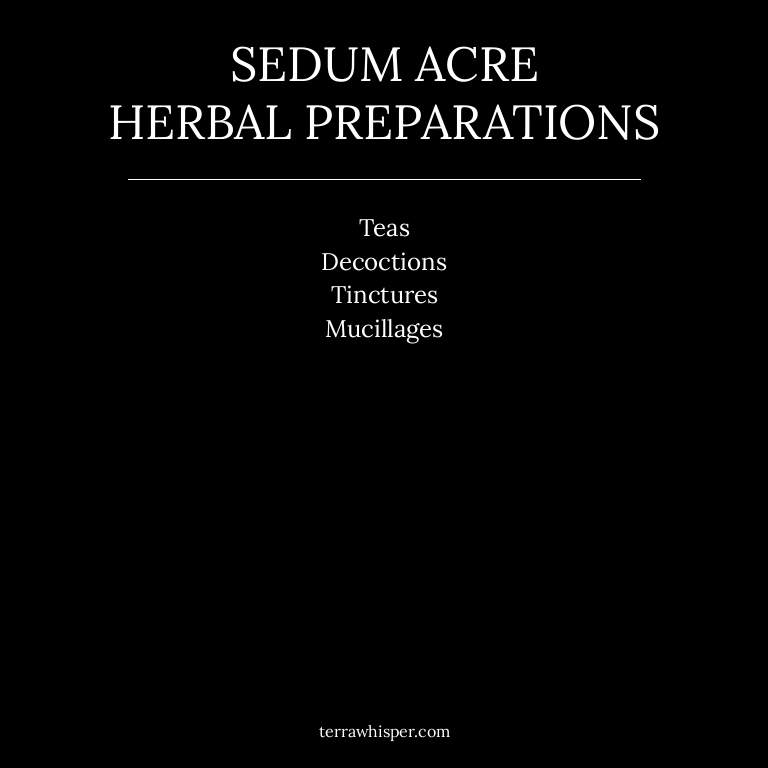 SEDUM ACRE
HERBAL PREPARATIONS
Teas
Decoctions
Tinctures
Mucillages
terrawhisper.com